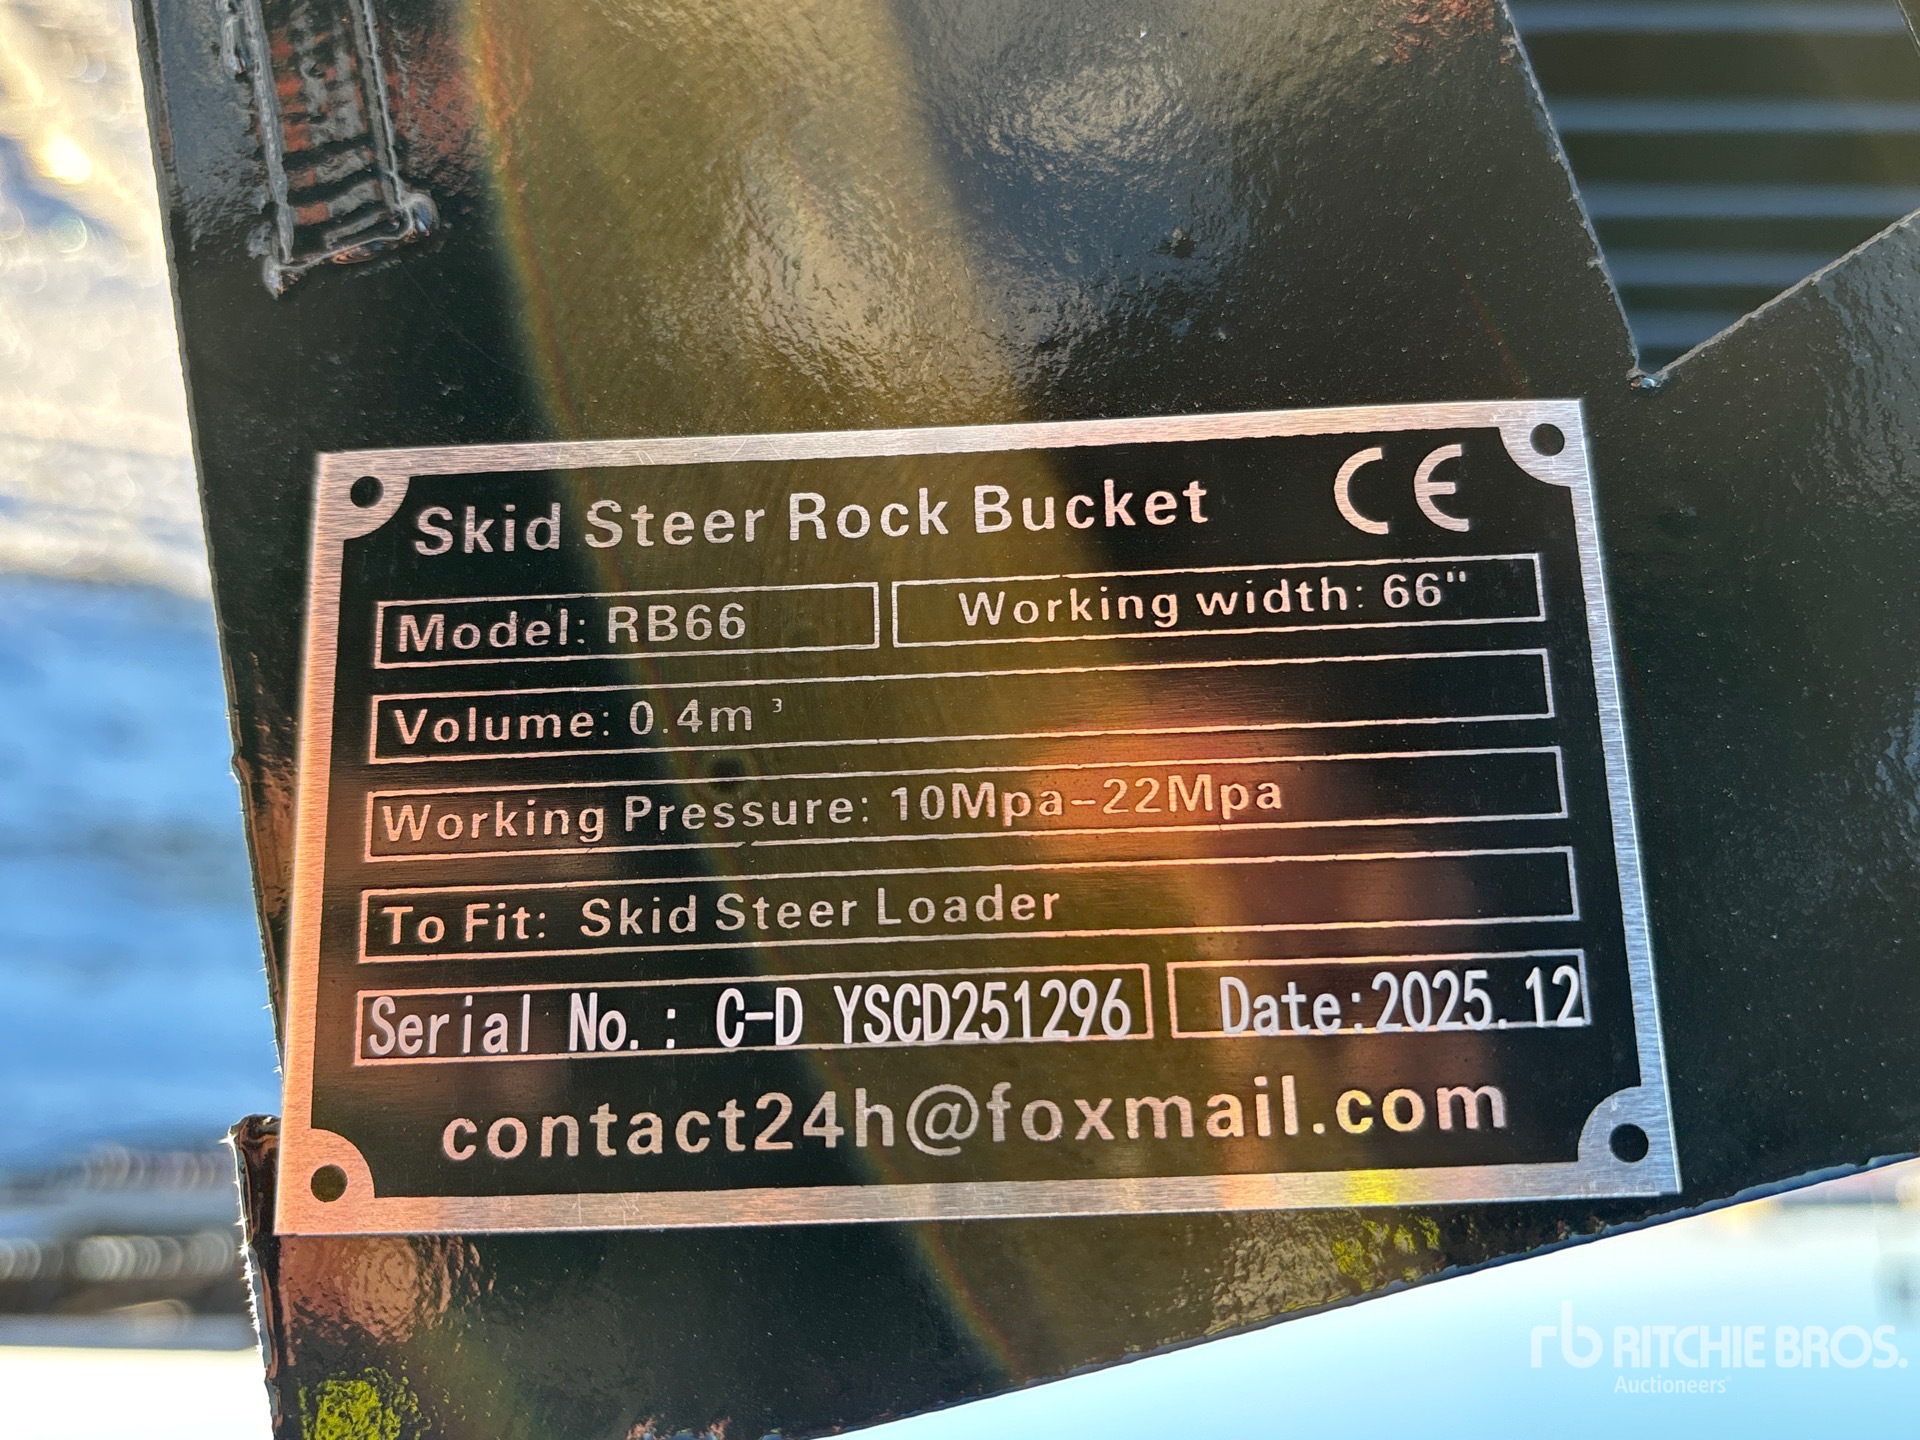 Skid Steer Rock Bucket CE
Model: RB66 Working width: 66"
Volume: 0.4m³
Working Pressure: 10Mpa-22Mpa
To Fit: Skid Steer Loader
Serial No.: C-D YSCD251296 Date:2025.12
contact24h@foxmail.com
rb RITCHIE BROS.
Auctioneers